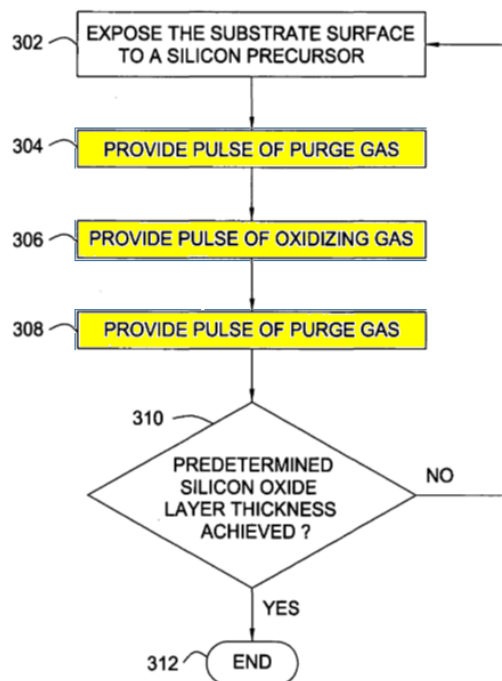 302
EXPOSE THE SUBSTRATE SURFACE
TO A SILICON PRECURSOR
304
PROVIDE PULSE OF PURGE GAS
306
PROVIDE PULSE OF OXIDIZING GAS
308
PROVIDE PULSE OF PURGE GAS
310
PREDETERMINED
SILICON OXIDE
LAYER THICKNESS
ACHIEVED ?
NO
YES
312
END